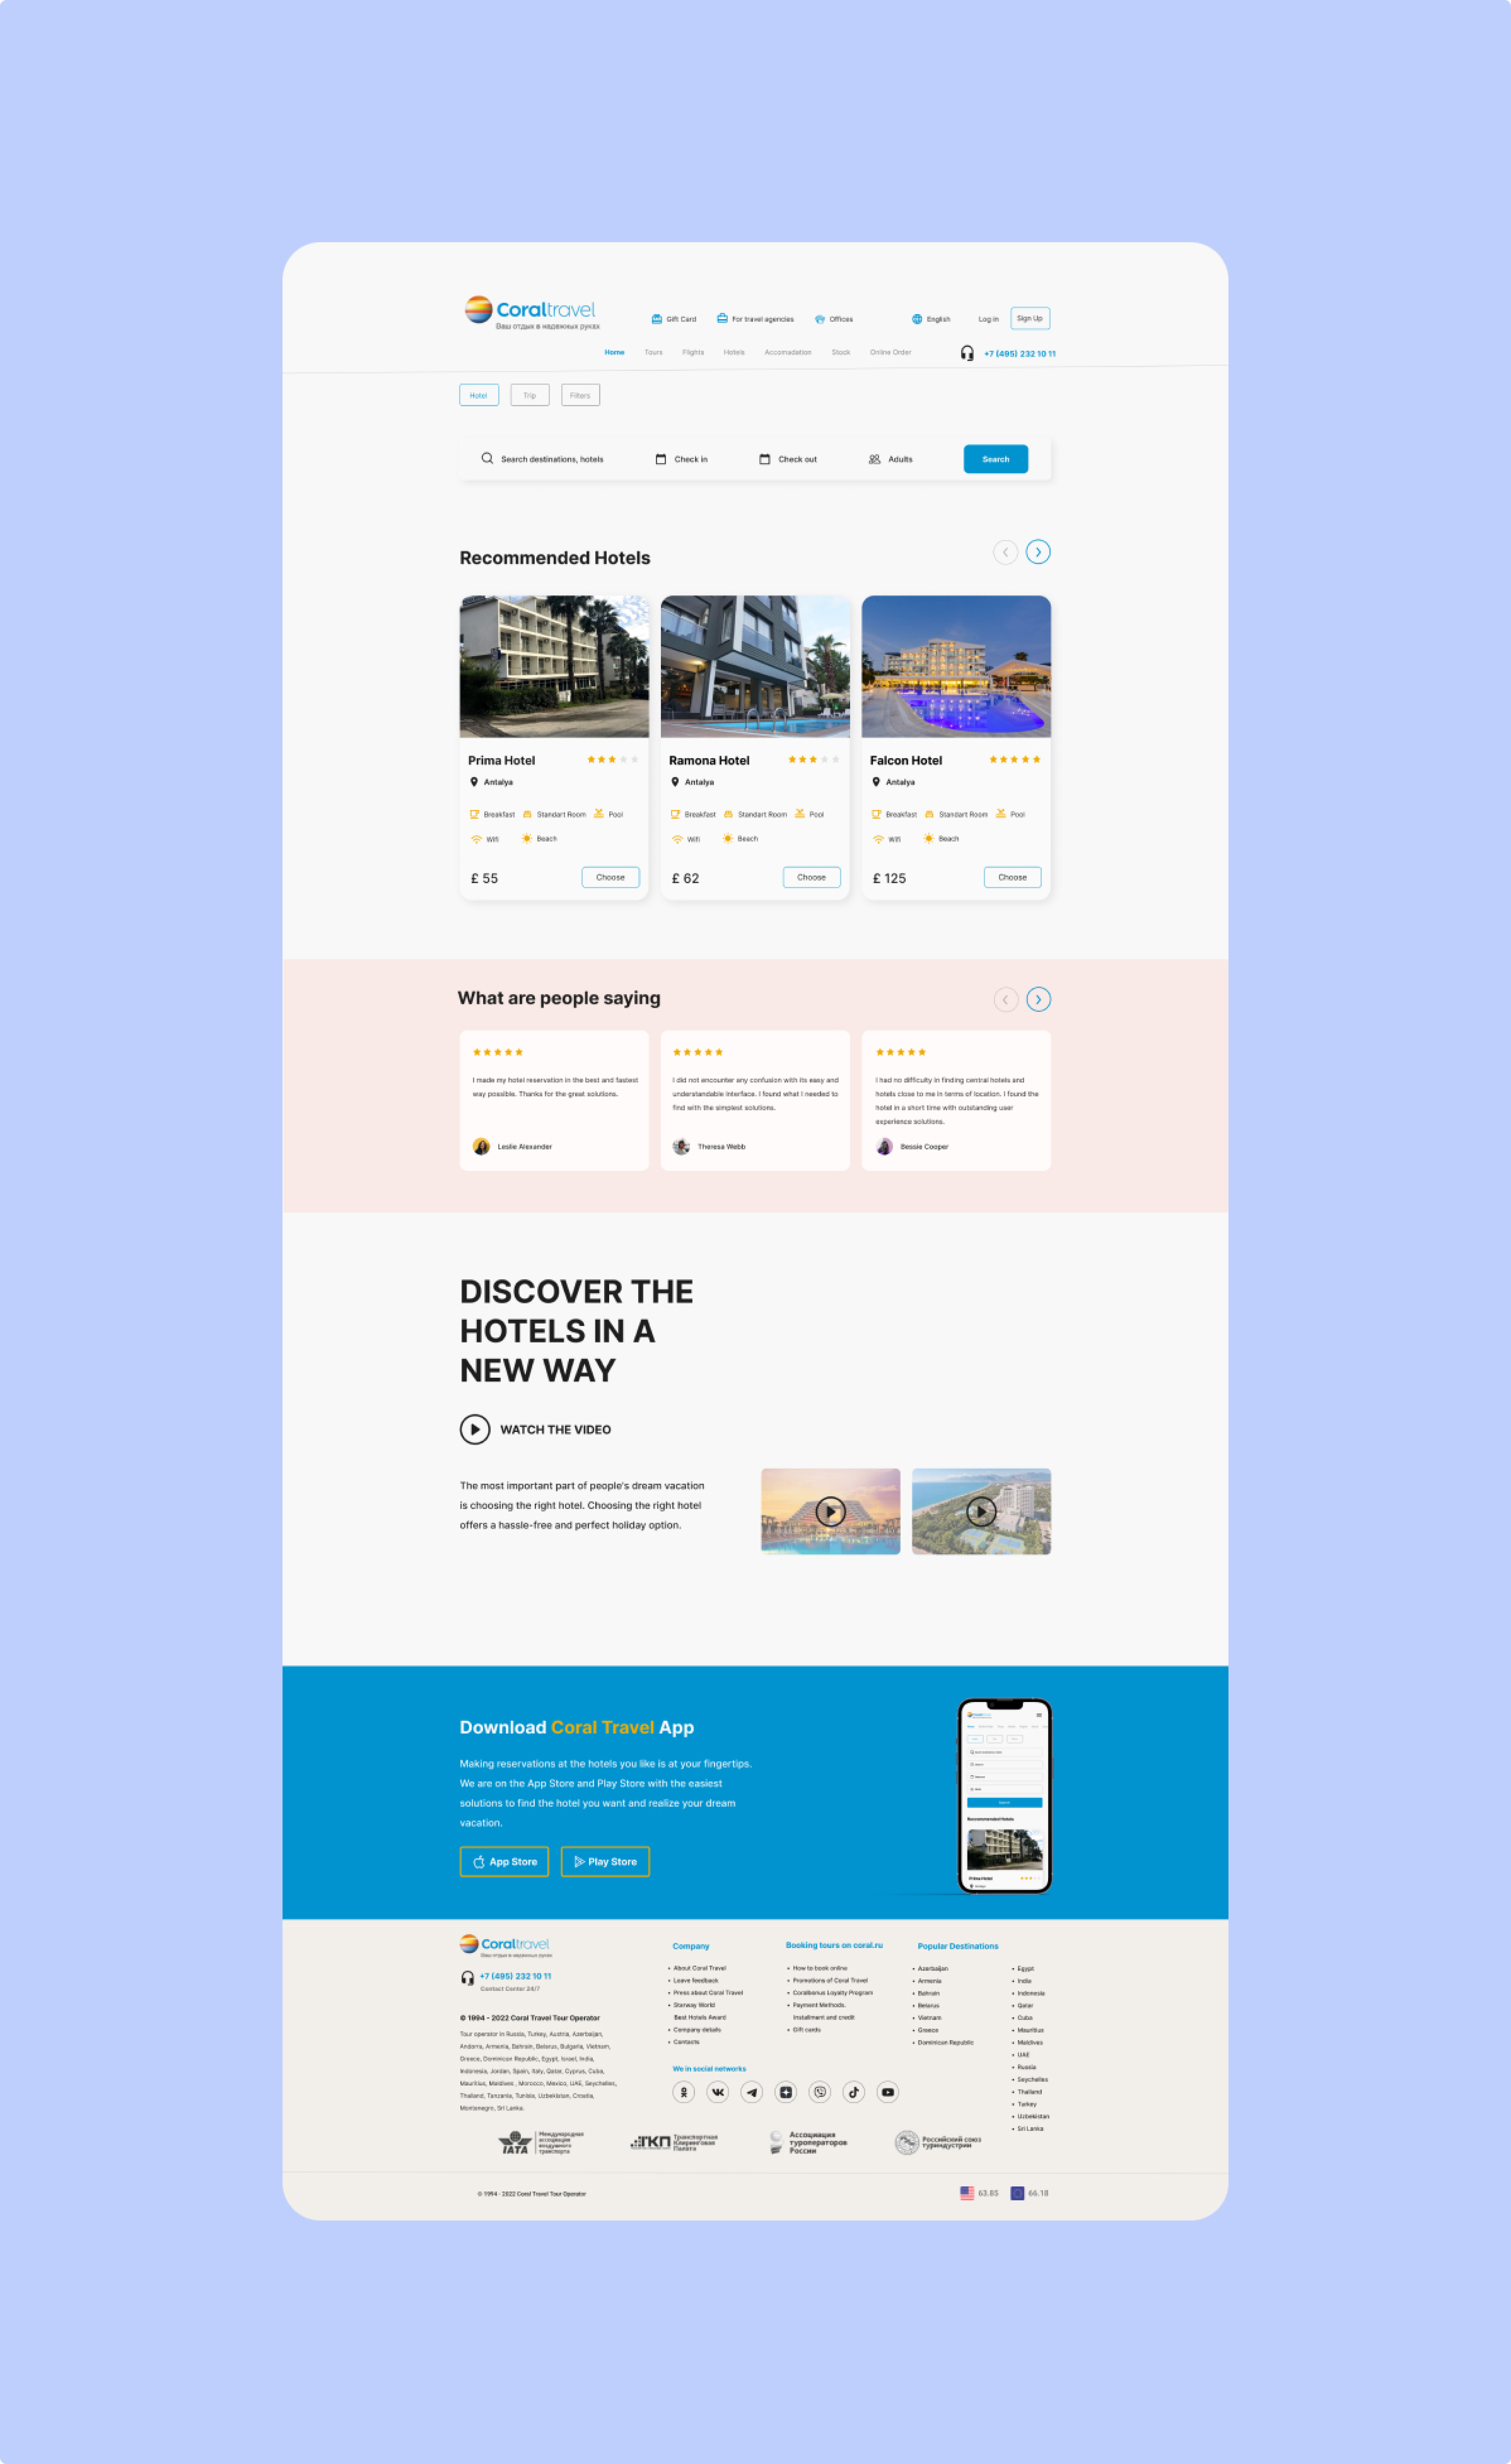 Coraltravel
Ваш отдых в надежных руках
Gift Card
For travel agencies
Offices
English
Log in
Sign Up
Home
Tours
Flights
Hotels
Accomadation
Stock
Online Order
+7 (495) 232 10 11
Hotel
Trip
Filters
Search destinations, hotels
Check in
Check out
Adults
Search
Recommended Hotels
Prima Hotel
Antalya
Breakfast
Standart Room
Pool
Wifi
Beach
£ 55
Choose
Ramona Hotel
Antalya
Breakfast
Standart Room
Pool
Wifi
Beach
£ 62
Choose
Falcon Hotel
Antalya
Breakfast
Standart Room
Pool
Wifi
Beach
£ 125
Choose
What are people saying
I made my hotel reservation in the best and fastest
way possible. Thanks for the great solutions.
Leslie Alexander
I did not encounter any confusion with its easy and
understandable interface. I found what I needed to
find with the simplest solutions.
Theresa Webb
I had no difficulty in finding central hotels and
hotels close to me in terms of location. I found the
hotel in a short time with outstanding user
experience solutions.
Bessie Cooper
DISCOVER THE
HOTELS IN A
NEW WAY
WATCH THE VIDEO
The most important part of people's dream vacation
is choosing the right hotel. Choosing the right hotel
offers a hassle-free and perfect holiday option.
Download Coral Travel App
Making reservations at the hotels you like is at your fingertips.
We are on the App Store and Play Store with the easiest
solutions to find the hotel you want and realize your dream
vacation.
App Store
Play Store
Recommended Hotels
Prima Hotel
Antalya
Coraltravel
Ваш отдых в надежных руках
+7 (495) 232 10 11
Contact Center 24/7
© 1994 - 2022 Coral Travel Tour Operator
Tour operator in Russia, Turkey, Austria, Azerbaijan,
Andorra, Armenia, Bahrain, Belarus, Bulgaria, Vietnam,
Greece, Dominican Republic, Egypt, Israel, India,
Indonesia, Jordan, Spain, Italy, Qatar, Cyprus, Cuba,
Mauritius, Maldives , Morocco, Mexico, UAE, Seychelles,
Thailand, Tanzania, Tunisia, Uzbekistan, Croatia,
Montenegro, Sri Lanka.
Company
• About Coral Travel
• Leave feedback
• Press about Coral Travel
• Starway World
Best Hotels Award
• Company details
• Contacts
Booking tours on coral.ru
• How to book online
• Promotions of Coral Travel
• Coralbonus Loyalty Program
• Payment Methods.
Installment and credit
• Gift cards
Popular Destinations
• Azerbaijan
• Armenia
• Bahrain
• Belarus
• Vietnam
• Greece
• Dominican Republic
• Egypt
• India
• Indonesia
• Qatar
• Cuba
• Mauritius
• Maldives
• UAE
• Russia
• Seychelles
• Thailand
• Turkey
• Uzbekistan
• Sri Lanka
We in social networks
IATA
Международная
ассоциация
воздушного
транспорта
ТКП
Транспортная
Клиринговая
Палата
Ассоциация
туроператоров
России
Российский союз
туриндустрии
© 1994 - 2022 Coral Travel Tour Operator
63.85
66.18